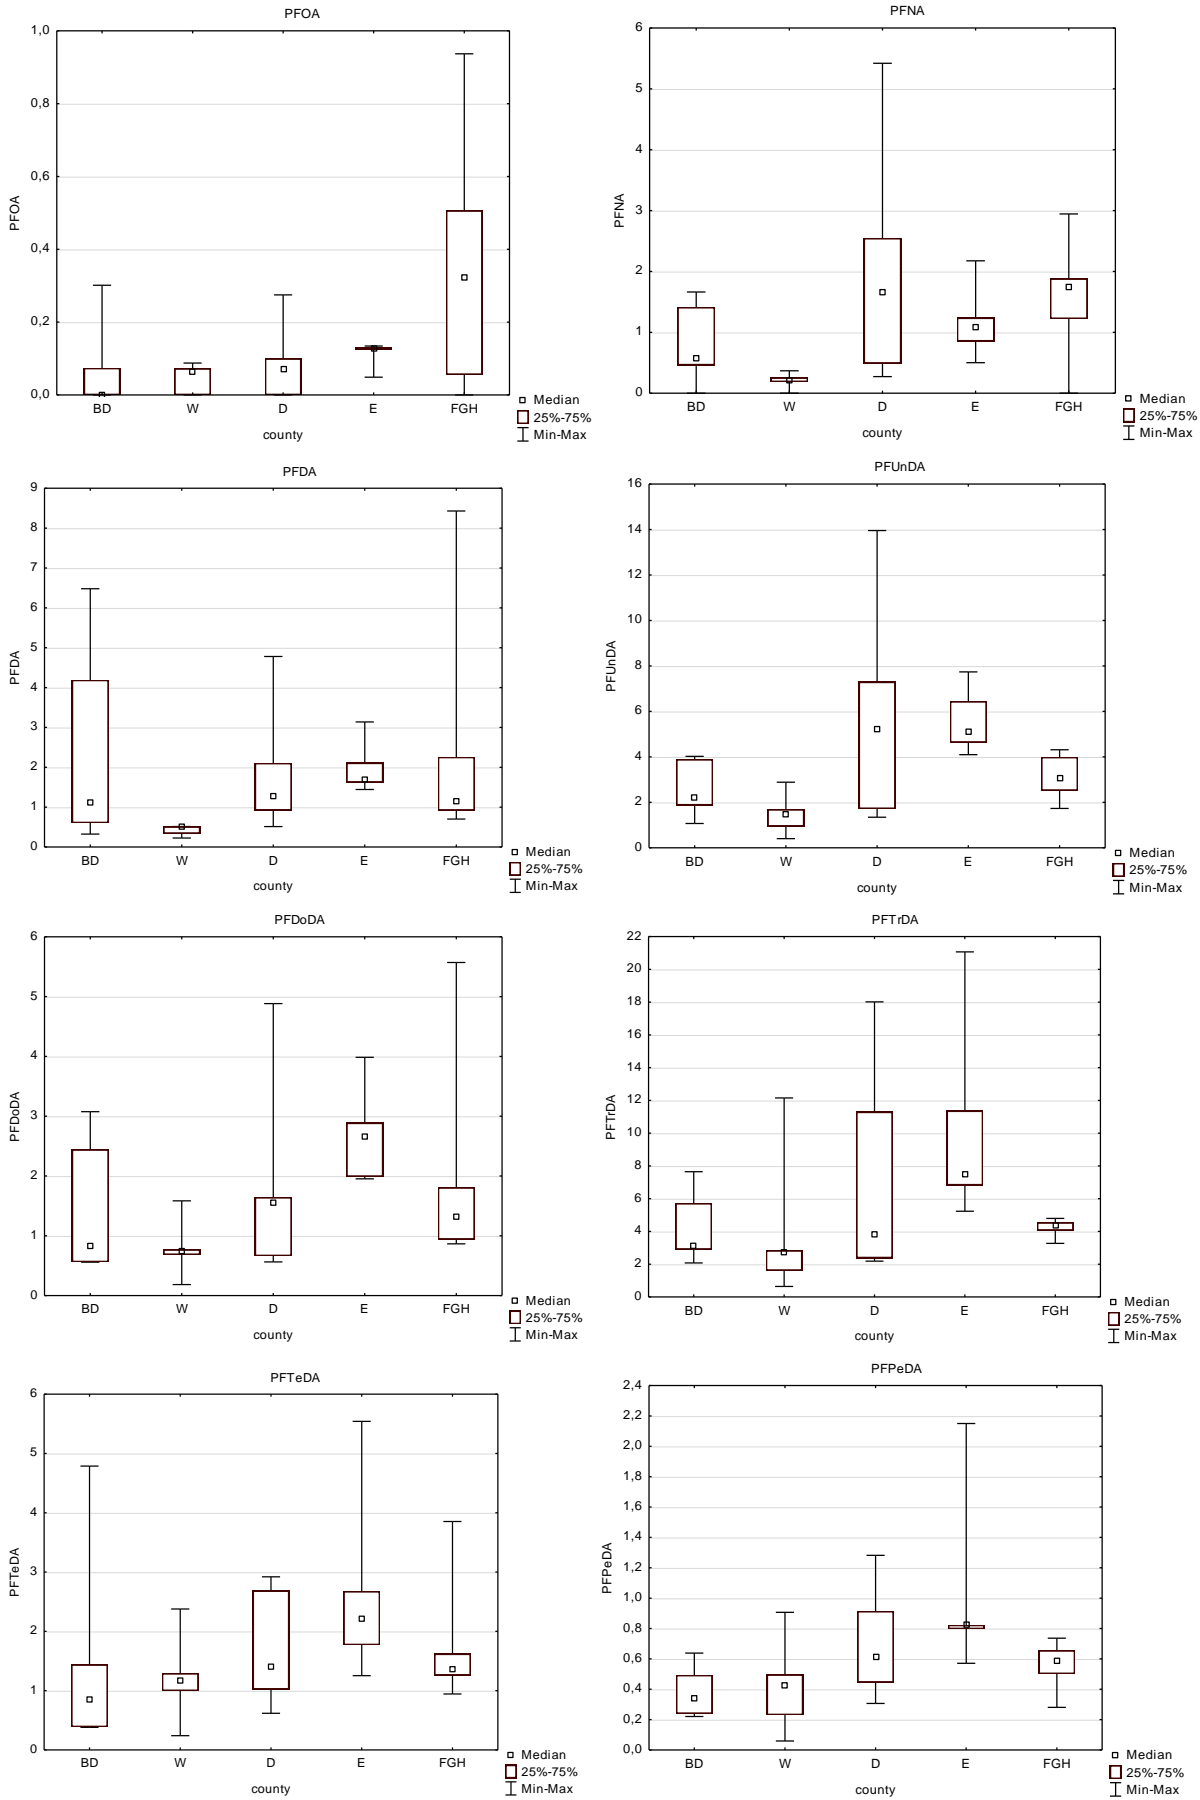 PFOA
1,0
0,8
0,6
0,4
0,2
0,0
PFOA
BD W D E FGH
county
Median
25%-75%
Min-Max
PFNA
6
5
4
3
2
1
0
PFNA
BD W D E FGH
county
Median
25%-75%
Min-Max
PFDA
9
8
7
6
5
4
3
2
1
0
PFDA
BD W D E FGH
county
Median
25%-75%
Min-Max
PFUnDA
16
14
12
10
8
6
4
2
0
PFUnDA
BD W D E FGH
county
Median
25%-75%
Min-Max
PFDoDA
6
5
4
3
2
1
0
PFDoDA
BD W D E FGH
county
Median
25%-75%
Min-Max
PFTrDA
22
20
18
16
14
12
10
8
6
4
2
0
PFTrDA
BD W D E FGH
county
Median
25%-75%
Min-Max
PFTeDA
6
5
4
3
2
1
0
PFTeDA
BD W D E FGH
county
Median
25%-75%
Min-Max
PFPeDA
2,4
2,2
2,0
1,8
1,6
1,4
1,2
1,0
0,8
0,6
0,4
0,2
0,0
PFPeDA
BD W D E FGH
county
Median
25%-75%
Min-Max